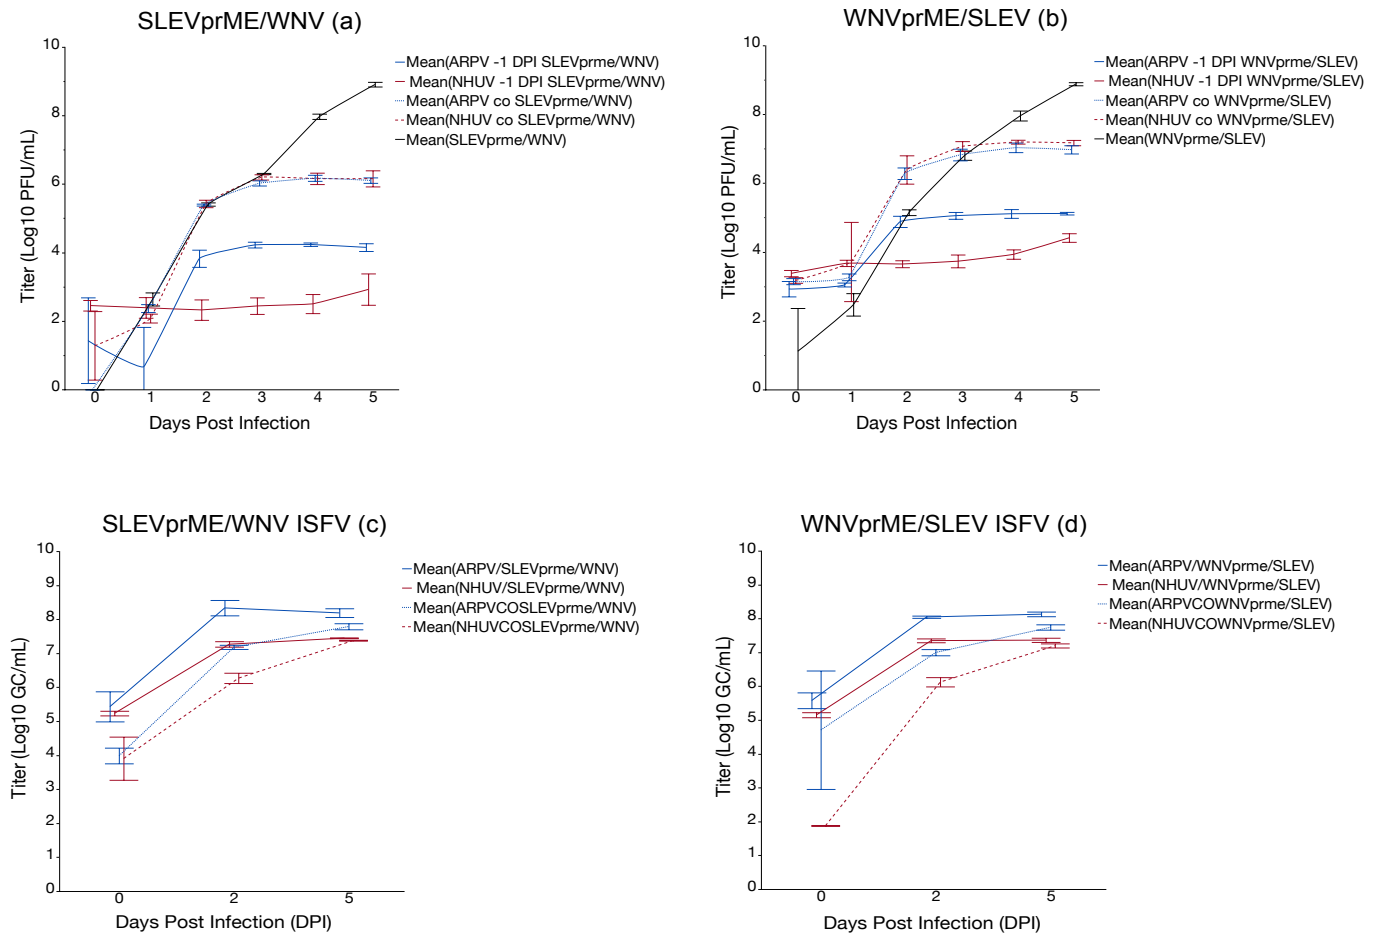 SLEVprME/WNV (a)
10
8
6
4
2
0
Titer (Log10 PFU/mL)
0 1 2 3 4 5
Days Post Infection
Mean(ARPV -1 DPI SLEVprme/WNV)
Mean(NHUV -1 DPI SLEVprme/WNV)
Mean(ARPV co SLEVprme/WNV)
Mean(NHUV co SLEVprme/WNV)
Mean(SLEVprme/WNV)
WNVprME/SLEV (b)
10
8
6
4
2
0
Titer (Log10 PFU/mL)
0 1 2 3 4 5
Days Post Infection
Mean(ARPV -1 DPI WNVprme/SLEV)
Mean(NHUV -1 DPI WNVprme/SLEV)
Mean(ARPV co WNVprme/SLEV)
Mean(NHUV co WNVprme/SLEV)
Mean(WNVprme/SLEV)
SLEVprME/WNV ISFV (c)
10
9
8
7
6
5
4
3
2
1
0
Titer (Log10 GC/mL)
0 2 5
Days Post Infection (DPI)
Mean(ARPV/SLEVprme/WNV)
Mean(NHUV/SLEVprme/WNV)
Mean(ARPVCOSLEVprme/WNV)
Mean(NHUVCOSLEVprme/WNV)
WNVprME/SLEV ISFV (d)
10
9
8
7
6
5
4
3
2
1
0
Titer (Log10 GC/mL)
0 2 5
Days Post Infection (DPI)
Mean(ARPV/WNVprme/SLEV)
Mean(NHUV/WNVprme/SLEV)
Mean(ARPVCOWNVprme/SLEV)
Mean(NHUVCOWNVprme/SLEV)